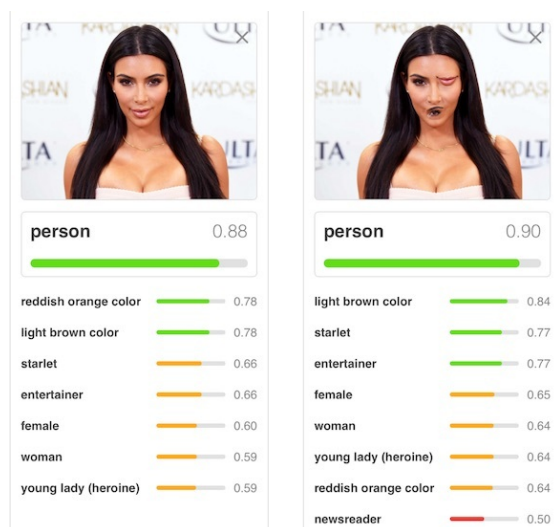 SHIAN
KARDAS
TA
ULTA
person 0.88
reddish orange color 0.78
light brown color 0.78
starlet 0.66
entertainer 0.66
female 0.60
woman 0.59
young lady (heroine) 0.59
SHIAN
KARDASH
TA
ULT
person 0.90
light brown color 0.84
starlet 0.77
entertainer 0.77
female 0.65
woman 0.64
young lady (heroine) 0.64
reddish orange color 0.64
newsreader 0.50